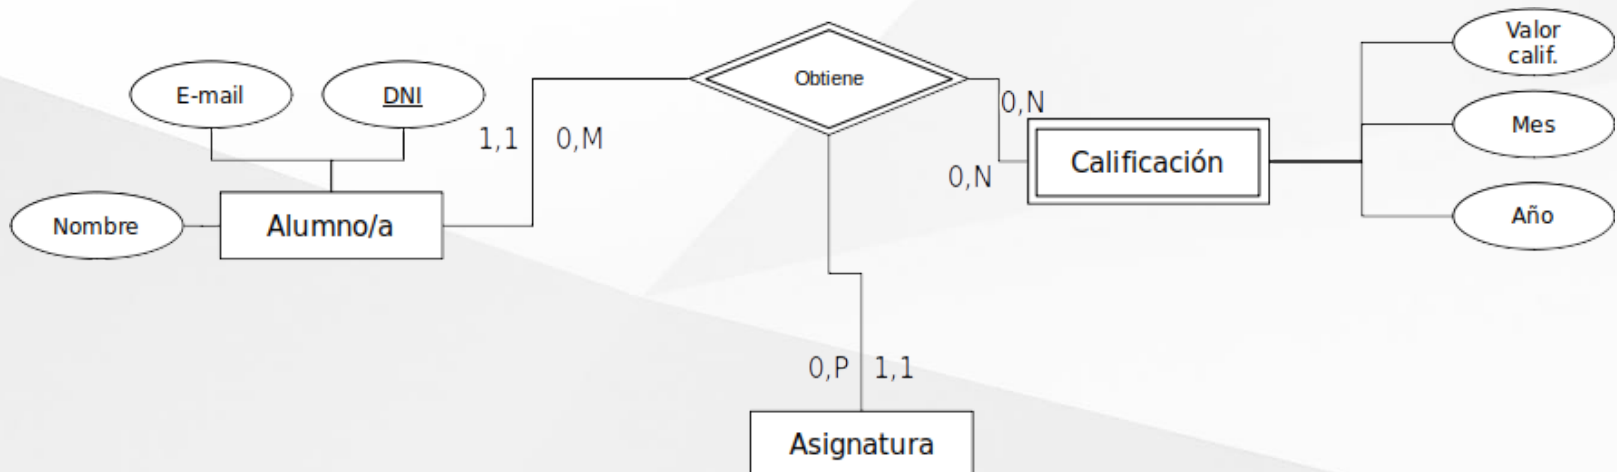 Valor
calif.
Obtiene
E-mail
DNI
0,N
Mes
1,1
0,M
Calificación
0,N
Nombre
Alumno/a
Año
0,P
1,1
Asignatura